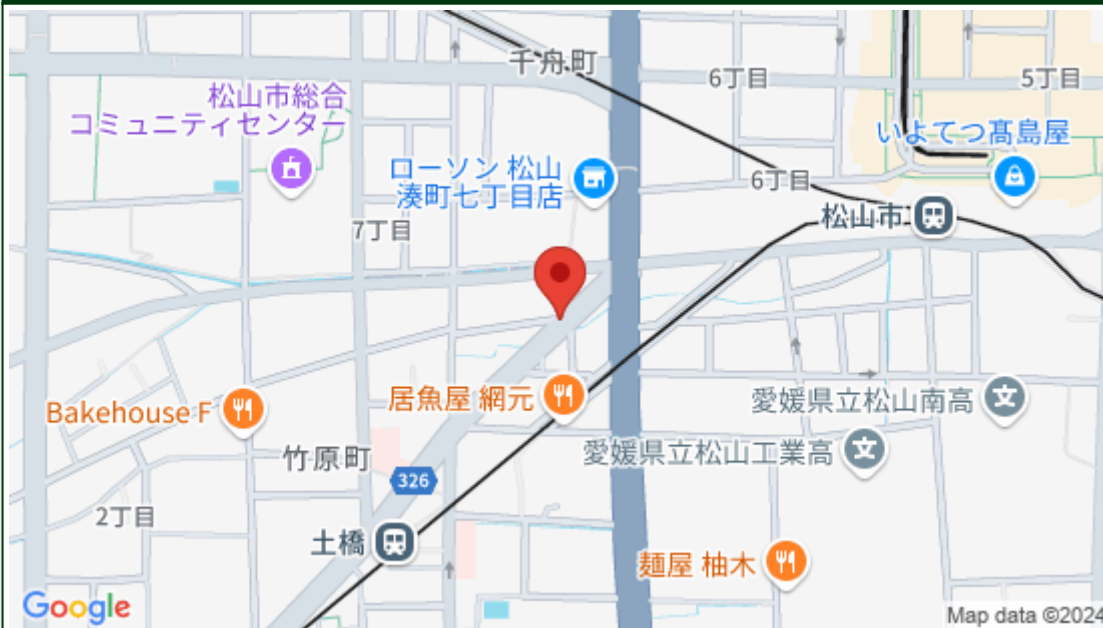 千舟町
6丁目
5丁目
松山市総合
コミュニティセンター
いよてつ髙島屋
ローソン 松山
湊町七丁目店
6丁目
松山市
7丁目
居魚屋 網元
Bakehouse F
愛媛県立松山南高
竹原町
愛媛県立松山工業高
326
2丁目
土橋
麺屋 柚木
Google
Map data ©2024